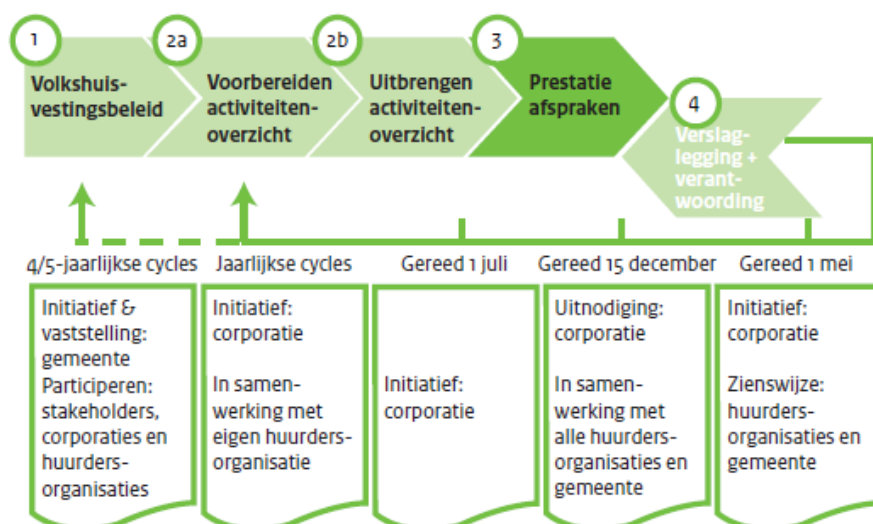 1
Volkshuis-
vestingsbeleid
2a
Voorbereiden
activiteiten-
overzicht
2b
Uitbrengen
activiteiten-
overzicht
3
Prestatie
afspraken
4
Verslag-
legging +
verant-
woording
4/5-jaarlijkse cycles
Jaarlijkse cycles
Gereed 1 juli
Gereed 15 december
Gereed 1 mei
Initiatief &
vaststelling:
gemeente
Participeren:
stakeholders,
corporaties en
huurders-
organisaties
Initiatief:
corporatie
In samen-
werking met
eigen huurders-
organisatie
Initiatief:
corporatie
Uitnodiging:
corporatie
In samen-
werking met
alle huurders-
organisaties en
gemeente
Initiatief:
corporatie
Zienswijze:
huurders-
organisaties en
gemeente